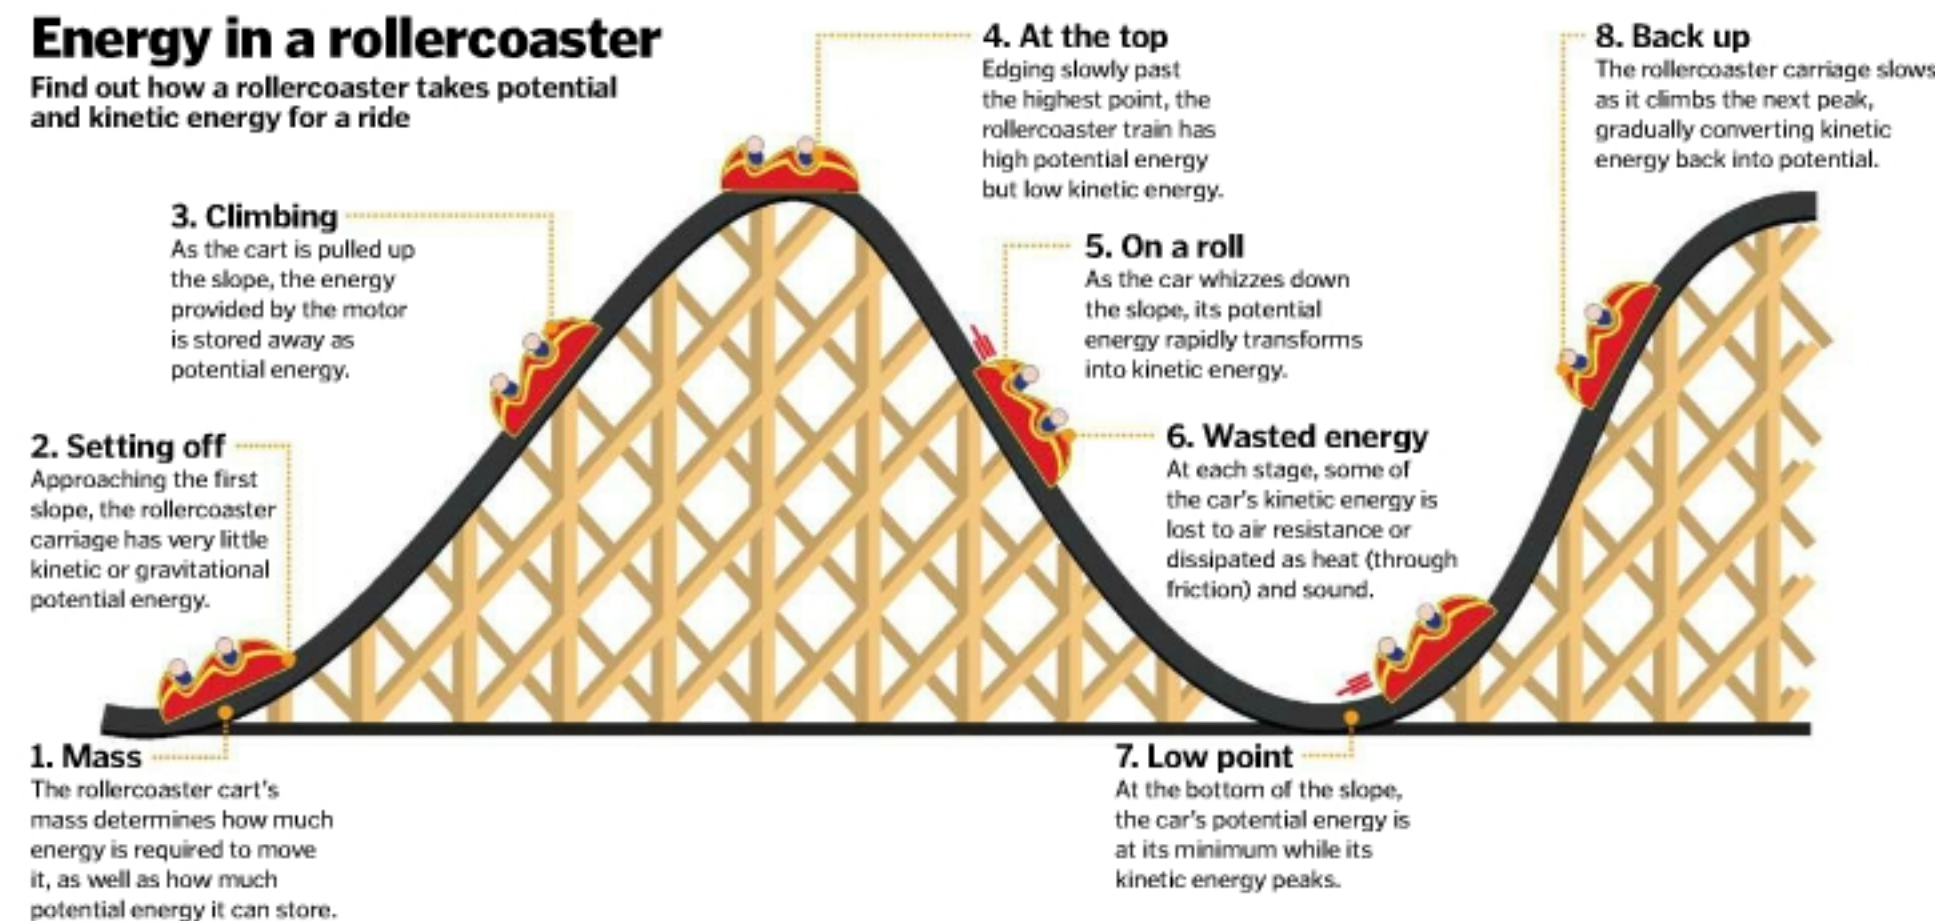 Energy in a rollercoaster
Find out how a rollercoaster takes potential
and kinetic energy for a ride
1. Mass
The rollercoaster cart's
mass determines how much
energy is required to move
it, as well as how much
potential energy it can store.
2. Setting off
Approaching the first
slope, the rollercoaster
carriage has very little
kinetic or gravitational
potential energy.
3. Climbing
As the cart is pulled up
the slope, the energy
provided by the motor
is stored away as
potential energy.
4. At the top
Edging slowly past
the highest point, the
rollercoaster train has
high potential energy
but low kinetic energy.
5. On a roll
As the car whizzes down
the slope, its potential
energy rapidly transforms
into kinetic energy.
6. Wasted energy
At each stage, some of
the car's kinetic energy is
lost to air resistance or
dissipated as heat (through
friction) and sound.
7. Low point
At the bottom of the slope,
the car's potential energy is
at its minimum while its
kinetic energy peaks.
8. Back up
The rollercoaster carriage slows
as it climbs the next peak,
gradually converting kinetic
energy back into potential.